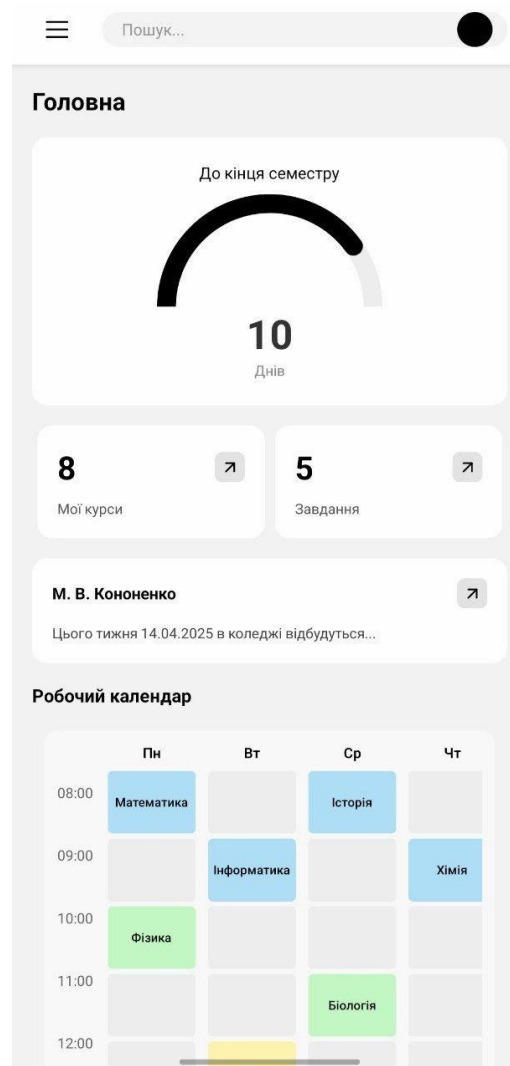 Пошук...
Головна
До кінця семестру
10
Днів
8
Мої курси
5
Завдання
М. В. Кононенко
Цього тижня 14.04.2025 в коледжі відбудуться...
Робочий календар
Пн Вт Ср Чт
08:00 Математика Історія
09:00 Інформатика Хімія
10:00 Фізика
11:00 Біологія
12:00